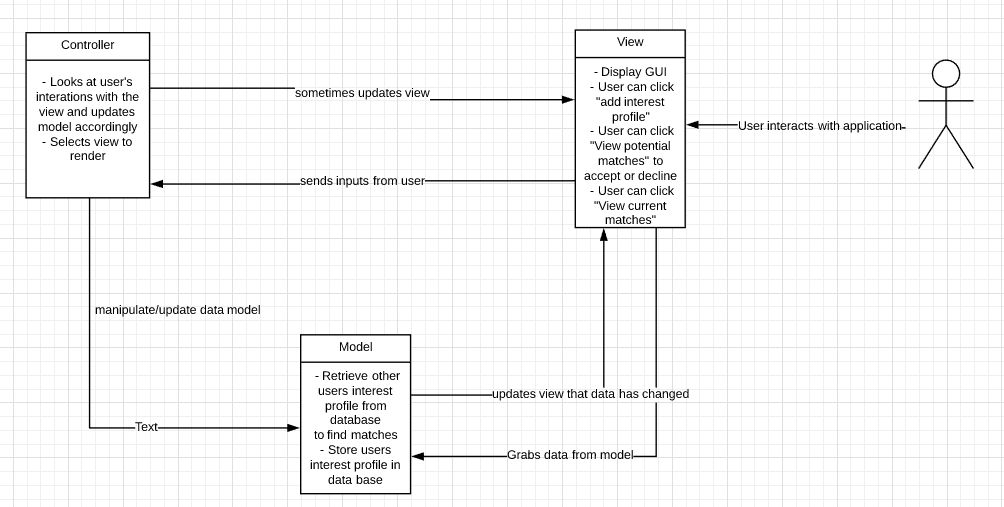 Controller
- Looks at user's
interations with the
view and updates
model accordingly
- Selects view to
render
sometimes updates view
sends inputs from user
View
- Display GUI
- User can click
"add interest
profile"
- User can click
"View potential
matches" to
accept or decline
- User can click
"View current
matches"
User interacts with application
manipulate/update data model
Text
Model
- Retrieve other
users interest
profile from
database
to find matches
- Store users
interest profile in
data base
updates view that data has changed
Grabs data from model